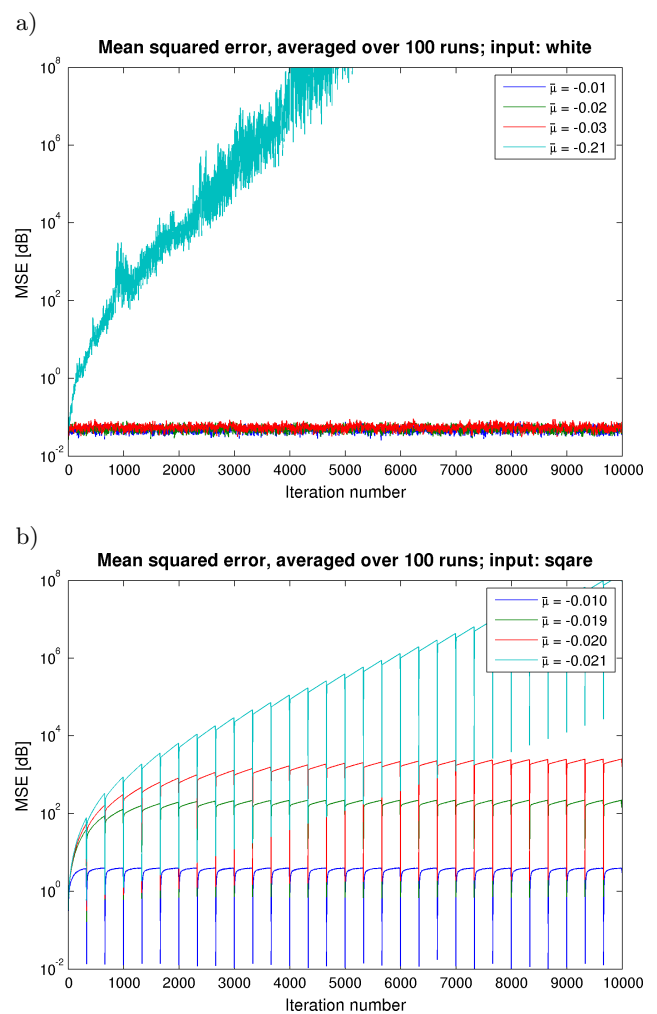 a)
Mean squared error, averaged over 100 runs; input: white
10^8
10^6
10^4
10^2
10^0
10^-2
MSE [dB]
μ̄ = -0.01
μ̄ = -0.02
μ̄ = -0.03
μ̄ = -0.21
0 1000 2000 3000 4000 5000 6000 7000 8000 9000 10000
Iteration number
b)
Mean squared error, averaged over 100 runs; input: sqare
10^8
10^6
10^4
10^2
10^0
10^-2
MSE [dB]
μ̄ = -0.010
μ̄ = -0.019
μ̄ = -0.020
μ̄ = -0.021
0 1000 2000 3000 4000 5000 6000 7000 8000 9000 10000
Iteration number